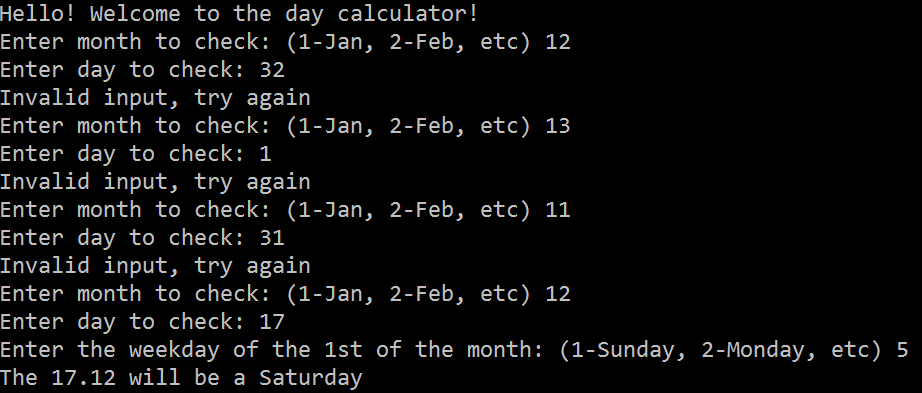 Hello! Welcome to the day calculator!
Enter month to check: (1-Jan, 2-Feb, etc) 12
Enter day to check: 32
Invalid input, try again
Enter month to check: (1-Jan, 2-Feb, etc) 13
Enter day to check: 1
Invalid input, try again
Enter month to check: (1-Jan, 2-Feb, etc) 11
Enter day to check: 31
Invalid input, try again
Enter month to check: (1-Jan, 2-Feb, etc) 12
Enter day to check: 17
Enter the weekday of the 1st of the month: (1-Sunday, 2-Monday, etc) 5
The 17.12 will be a Saturday